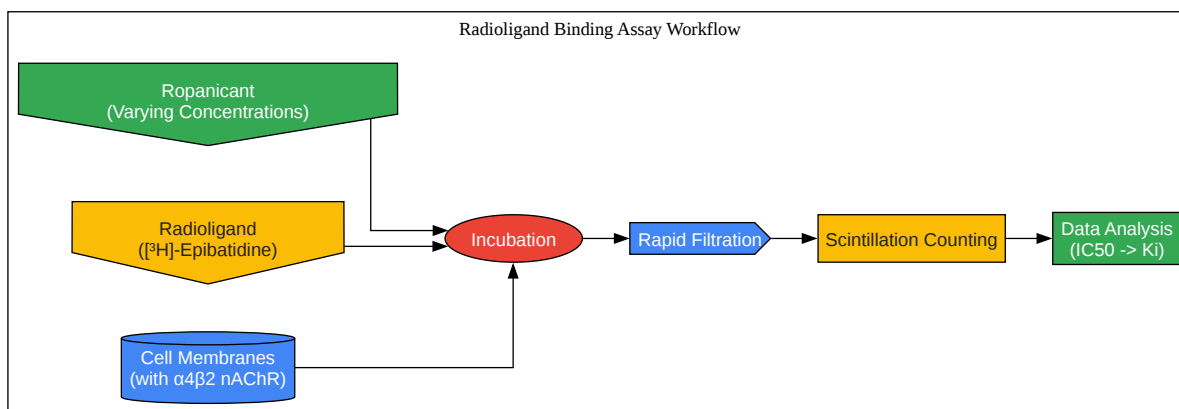 Radioligand Binding Assay Workflow
Ropanicant
(Varying Concentrations)
Radioligand
([³H]-Epibatidine)
Cell Membranes
(with α4β2 nAChR)
Incubation
Rapid Filtration
Scintillation Counting
Data Analysis
(IC50 -> Ki)